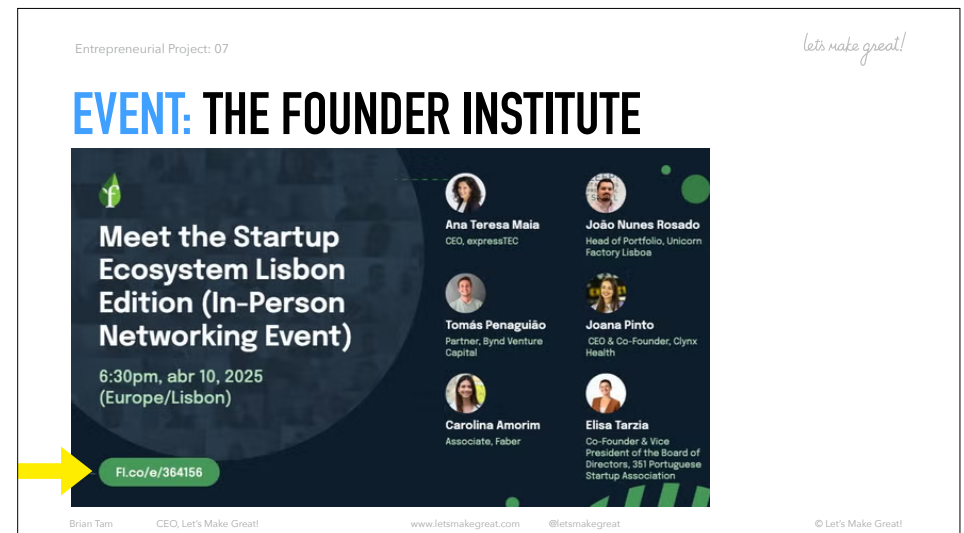 Entrepreneurial Project: 07
let's make great!
EVENT: THE FOUNDER INSTITUTE
f
Meet the Startup
Ecosystem Lisbon
Edition (In-Person
Networking Event)
6:30pm, abr 10, 2025
(Europe/Lisbon)
FI.co/e/364156
Ana Teresa Maia
CEO, expressTEC
João Nunes Rosado
Head of Portfolio, Unicorn
Factory Lisboa
Tomás Penaguião
Partner, Bynd Venture
Capital
Joana Pinto
CEO & Co-Founder, Clynx
Health
Carolina Amorim
Associate, Faber
Elisa Tarzia
Co-Founder & Vice
President of the Board of
Directors, 351 Portuguese
Startup Association
Brian Tam CEO, Let's Make Great! www.letsmakegreat.com @letsmakegreat © Let's Make Great!